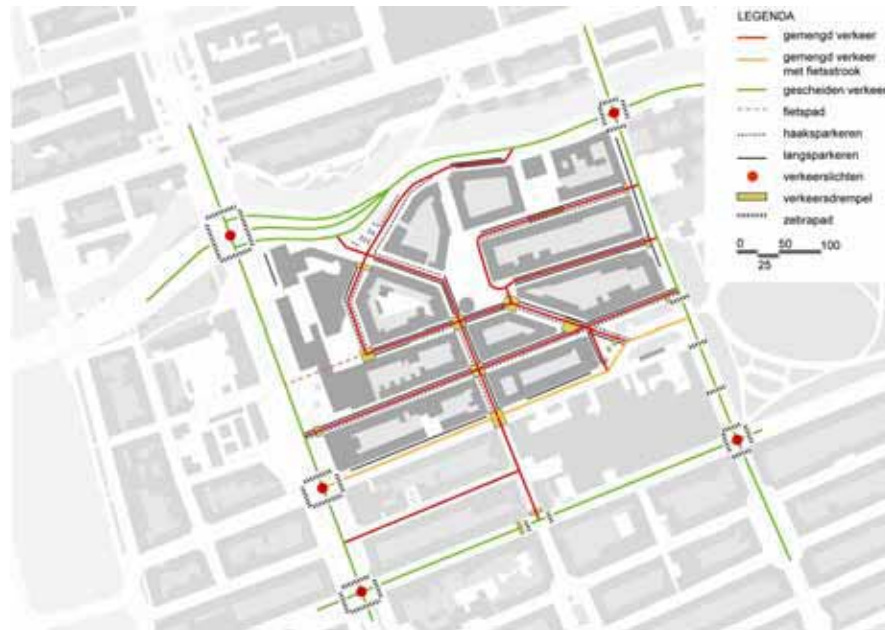 LEGENDA
gemengd verkeer
gemengd verkeer
met fietsstrook
gescheiden verkeer
fietspad
haaksparkeren
langsparkeren
verkeerslichten
verkeersdrempel
zebrapad
0 50 100
25